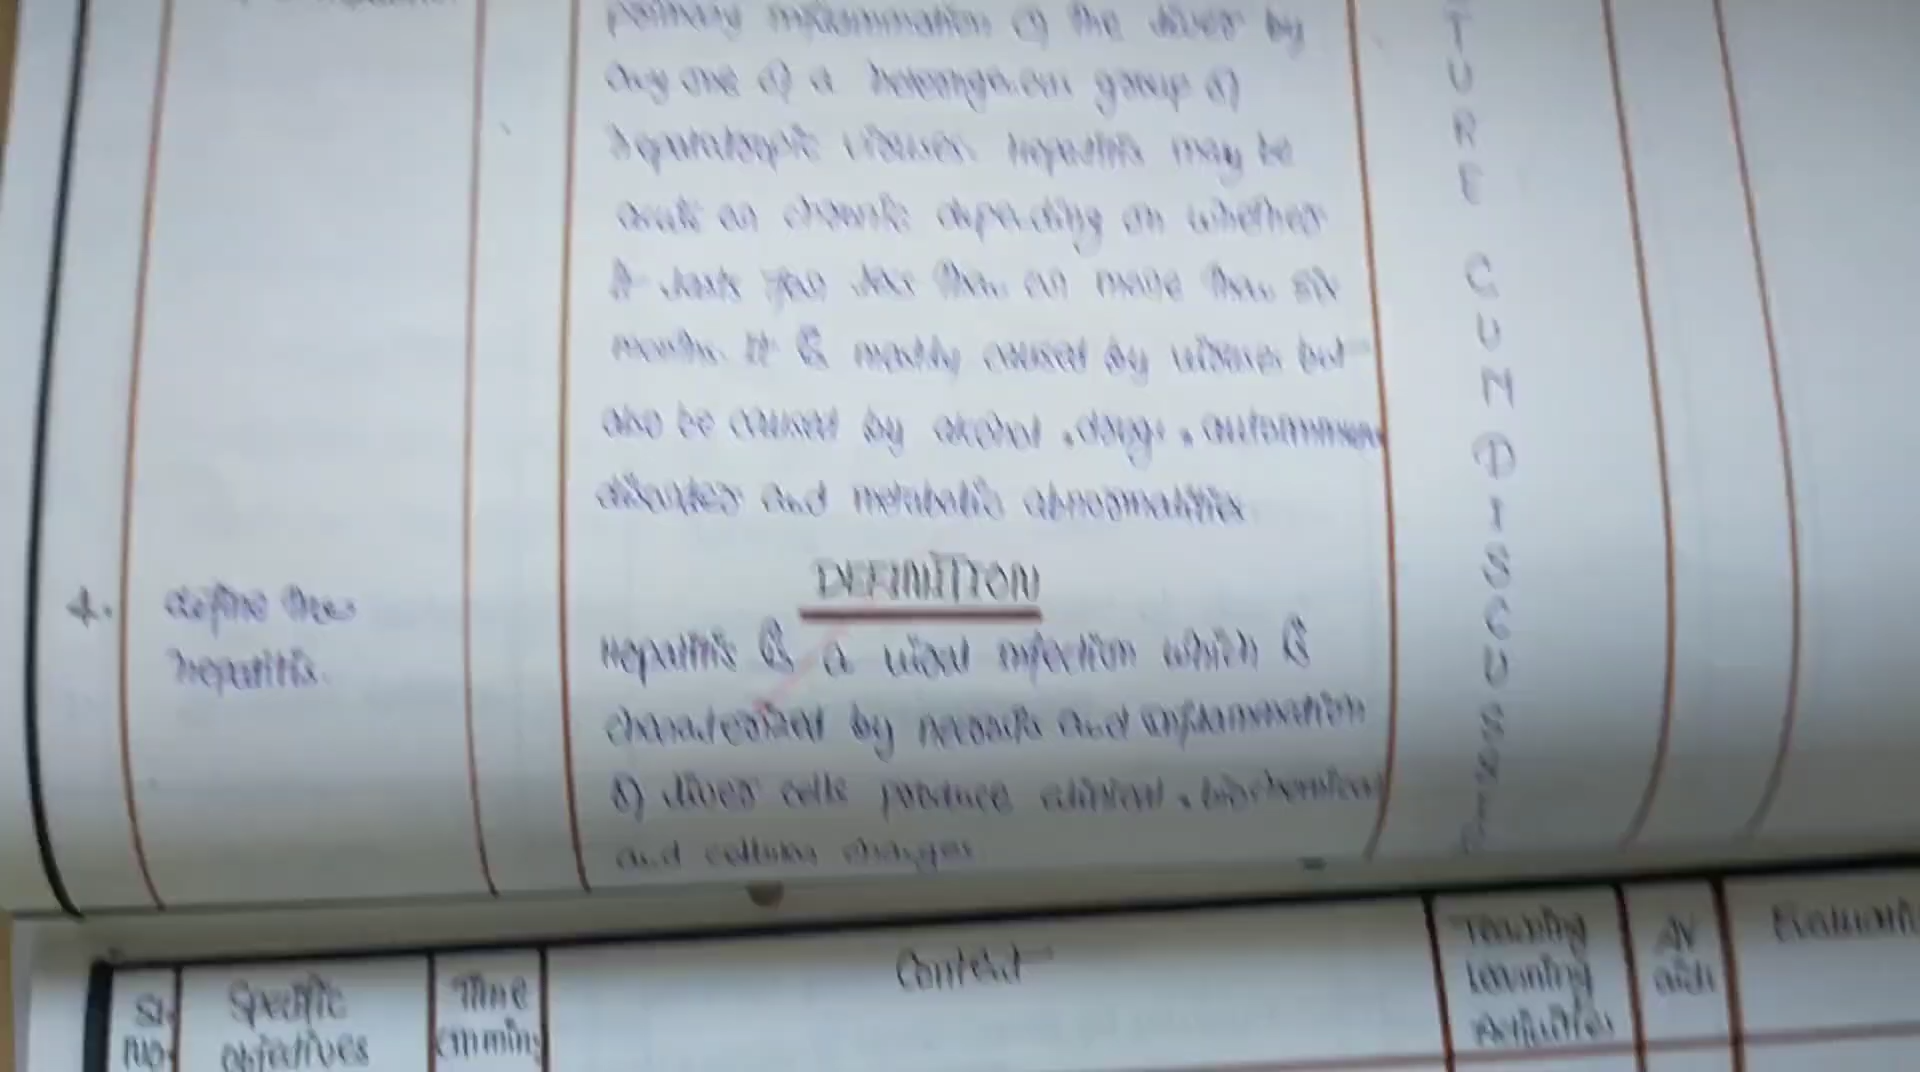 primary inflammation of the liver by
any one of a heterogenous group of
hepatotropic viruses. Hepatitis may be
acute or chronic depending on whether
it lasts for less than or more than six
months. It is mostly caused by viruses but
also be caused by alcohol, drugs, autoimmune
diseases and metabolic abnormalities.
DEFINITION
4. define the hepatitis.
Hepatitis is a viral infection which is
characterized by necrosis and inflammation
of liver cells produce clinical, biochemical
and cellular changes.
T
U
R
E
C
U
M
D
I
S
C
U
S
S
Sl. No.
Specific objectives
Time in min
Content
Teaching Learning Activities
AV aids